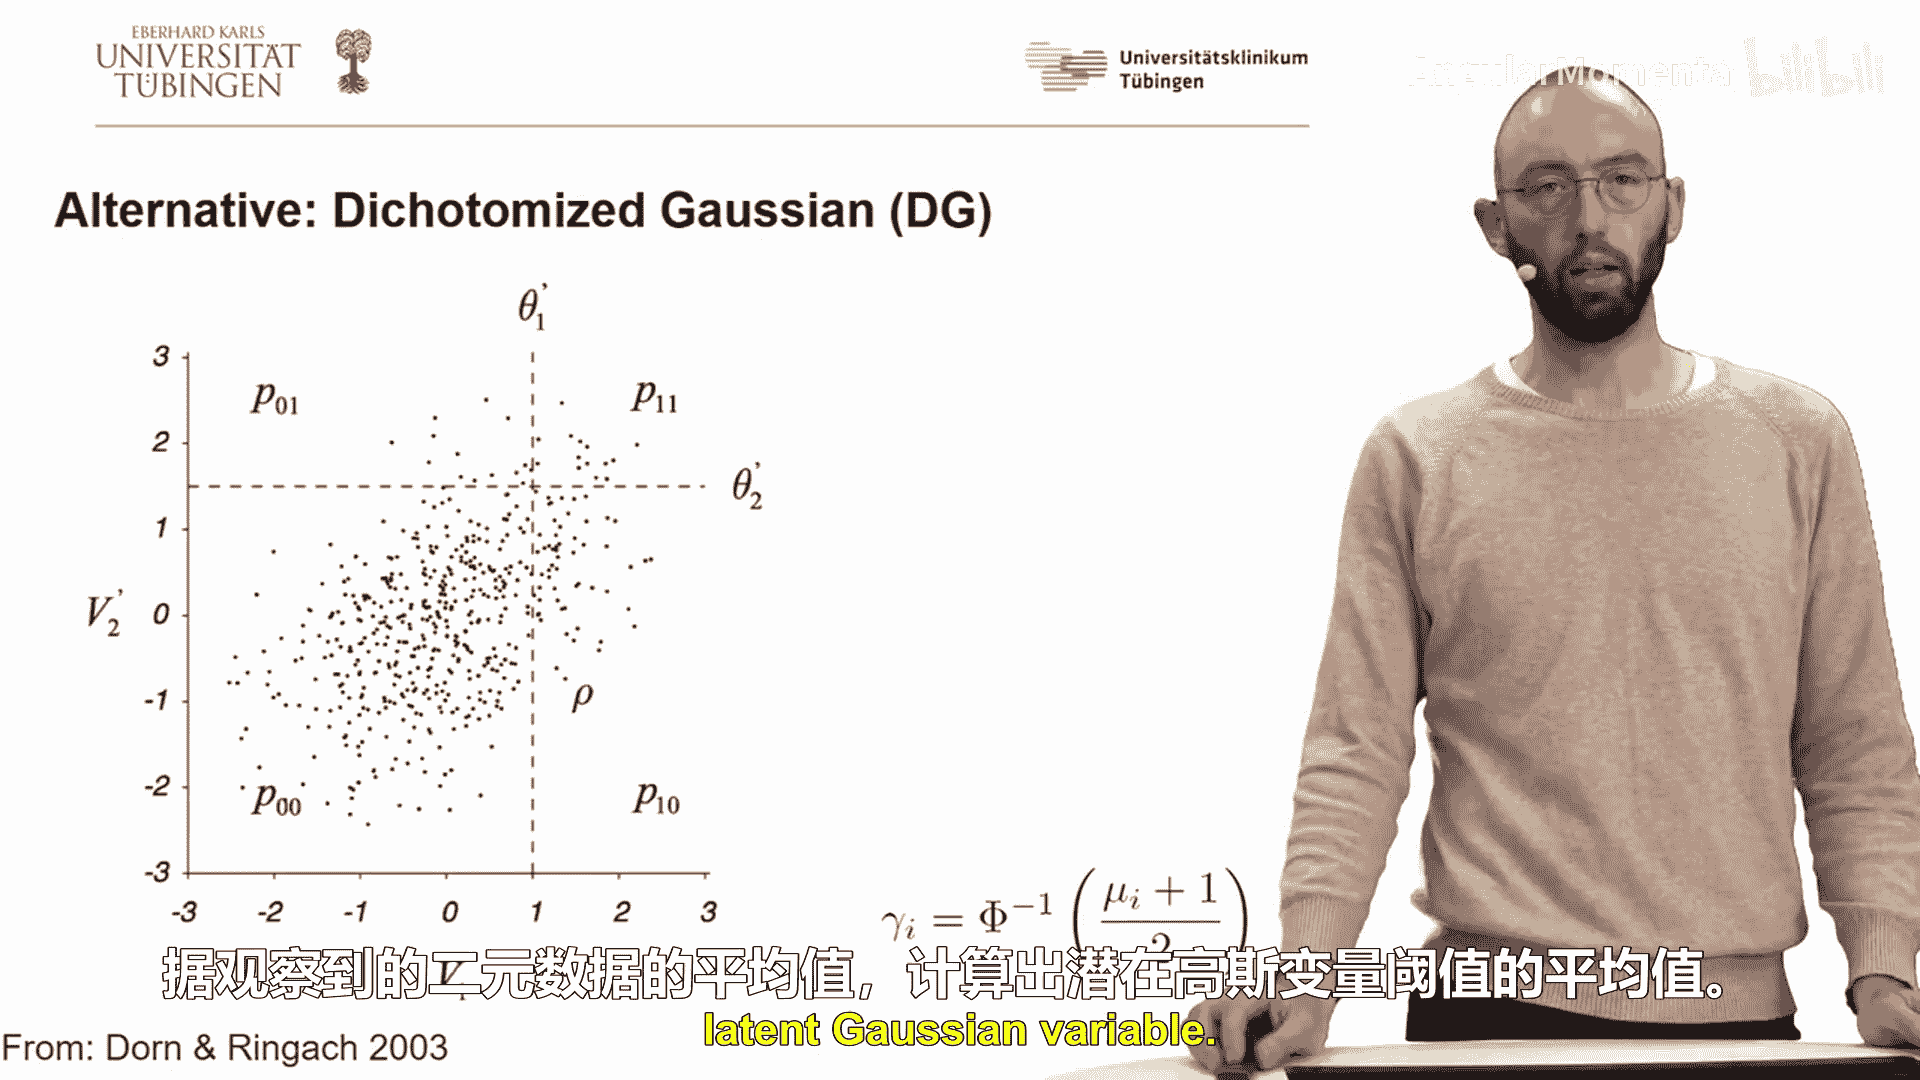 EBERHARD KARLS
UNIVERSITÄT
TÜBINGEN
Universitätsklinikum
Tübingen
AngularMomenta bilibili
Alternative: Dichotomized Gaussian (DG)
θ'₁
3
p₀₁
p₁₁
2
θ'₂
1
V'₂
0
-1
ρ
-2
p₀₀
p₁₀
-3
-3 -2 -1 0 1 2 3
γᵢ = Φ⁻¹ ( (μᵢ + 1) / 2 )
据观察到的二元数据的平均值，计算出潜在高斯变量阈值的平均值。
latent Gaussian variable.
From: Dorn & Ringach 2003